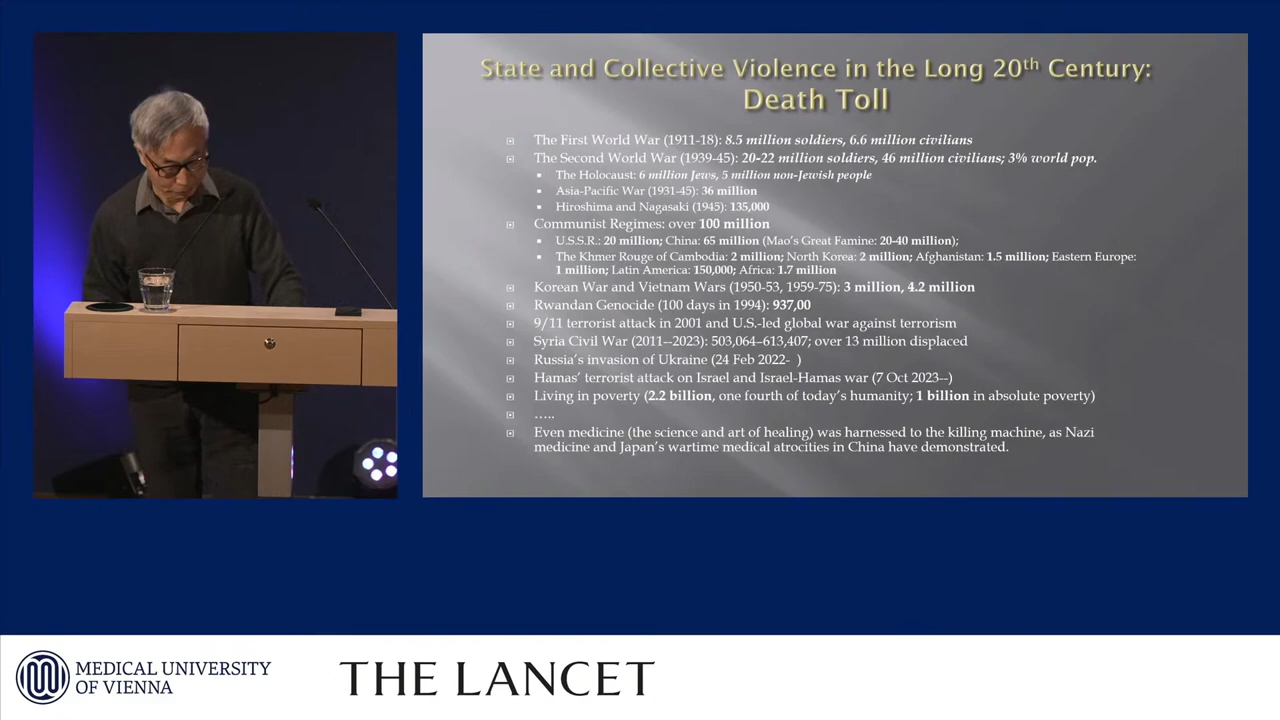 State and Collective Violence in the Long 20th Century:
Death Toll
The First World War (1911-18): 8.5 million soldiers, 6.6 million civilians
The Second World War (1939-45): 20-22 million soldiers, 46 million civilians; 3% world pop.
The Holocaust: 6 million Jews, 5 million non-Jewish people
Asia-Pacific War (1931-45): 36 million
Hiroshima and Nagasaki (1945): 135,000
Communist Regimes: over 100 million
U.S.S.R.: 20 million; China: 65 million (Mao's Great Famine: 20-40 million);
The Khmer Rouge of Cambodia: 2 million; North Korea: 2 million; Afghanistan: 1.5 million; Eastern Europe:
1 million; Latin America: 150,000; Africa: 1.7 million
Korean War and Vietnam Wars (1950-53, 1959-75): 3 million, 4.2 million
Rwandan Genocide (100 days in 1994): 937,00
9/11 terrorist attack in 2001 and U.S.-led global war against terrorism
Syria Civil War (2011--2023): 503,064–613,407; over 13 million displaced
Russia's invasion of Ukraine (24 Feb 2022- )
Hamas' terrorist attack on Israel and Israel-Hamas war (7 Oct 2023--)
Living in poverty (2.2 billion, one fourth of today's humanity; 1 billion in absolute poverty)
…..
Even medicine (the science and art of healing) was harnessed to the killing machine, as Nazi
medicine and Japan's wartime medical atrocities in China have demonstrated.
MEDICAL UNIVERSITY
OF VIENNA
THE LANCET